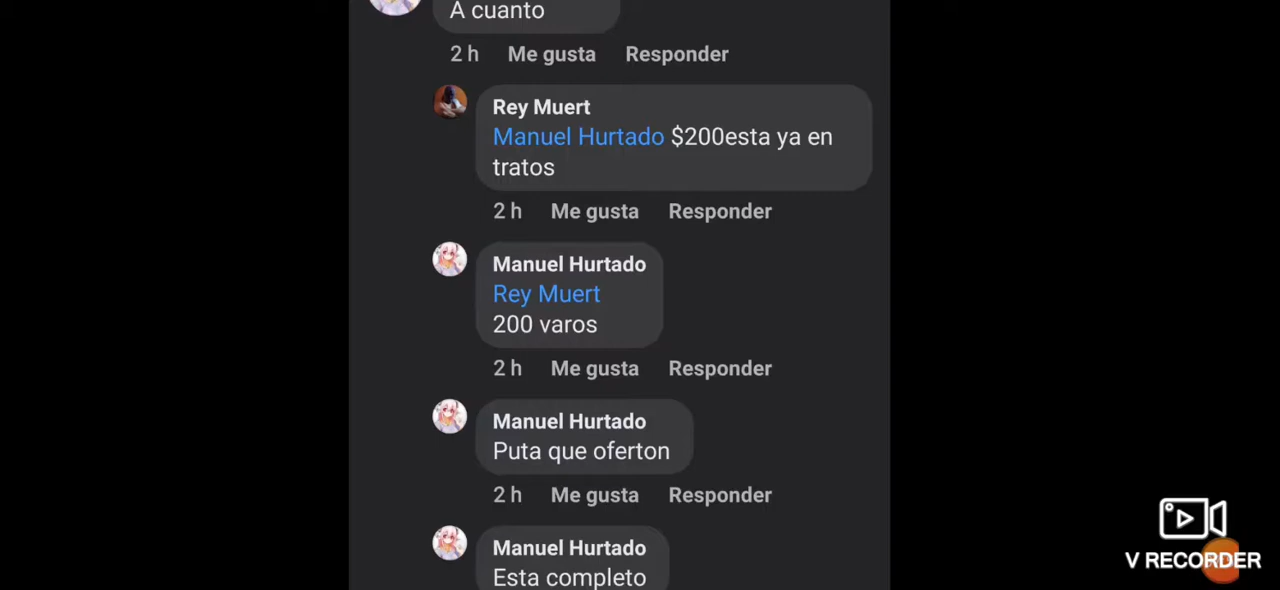 A cuanto
2 h Me gusta Responder
Rey Muert
Manuel Hurtado $200esta ya en
tratos
2 h Me gusta Responder
Manuel Hurtado
Rey Muert
200 varos
2 h Me gusta Responder
Manuel Hurtado
Puta que oferton
2 h Me gusta Responder
Manuel Hurtado
Esta completo
V RECORDER